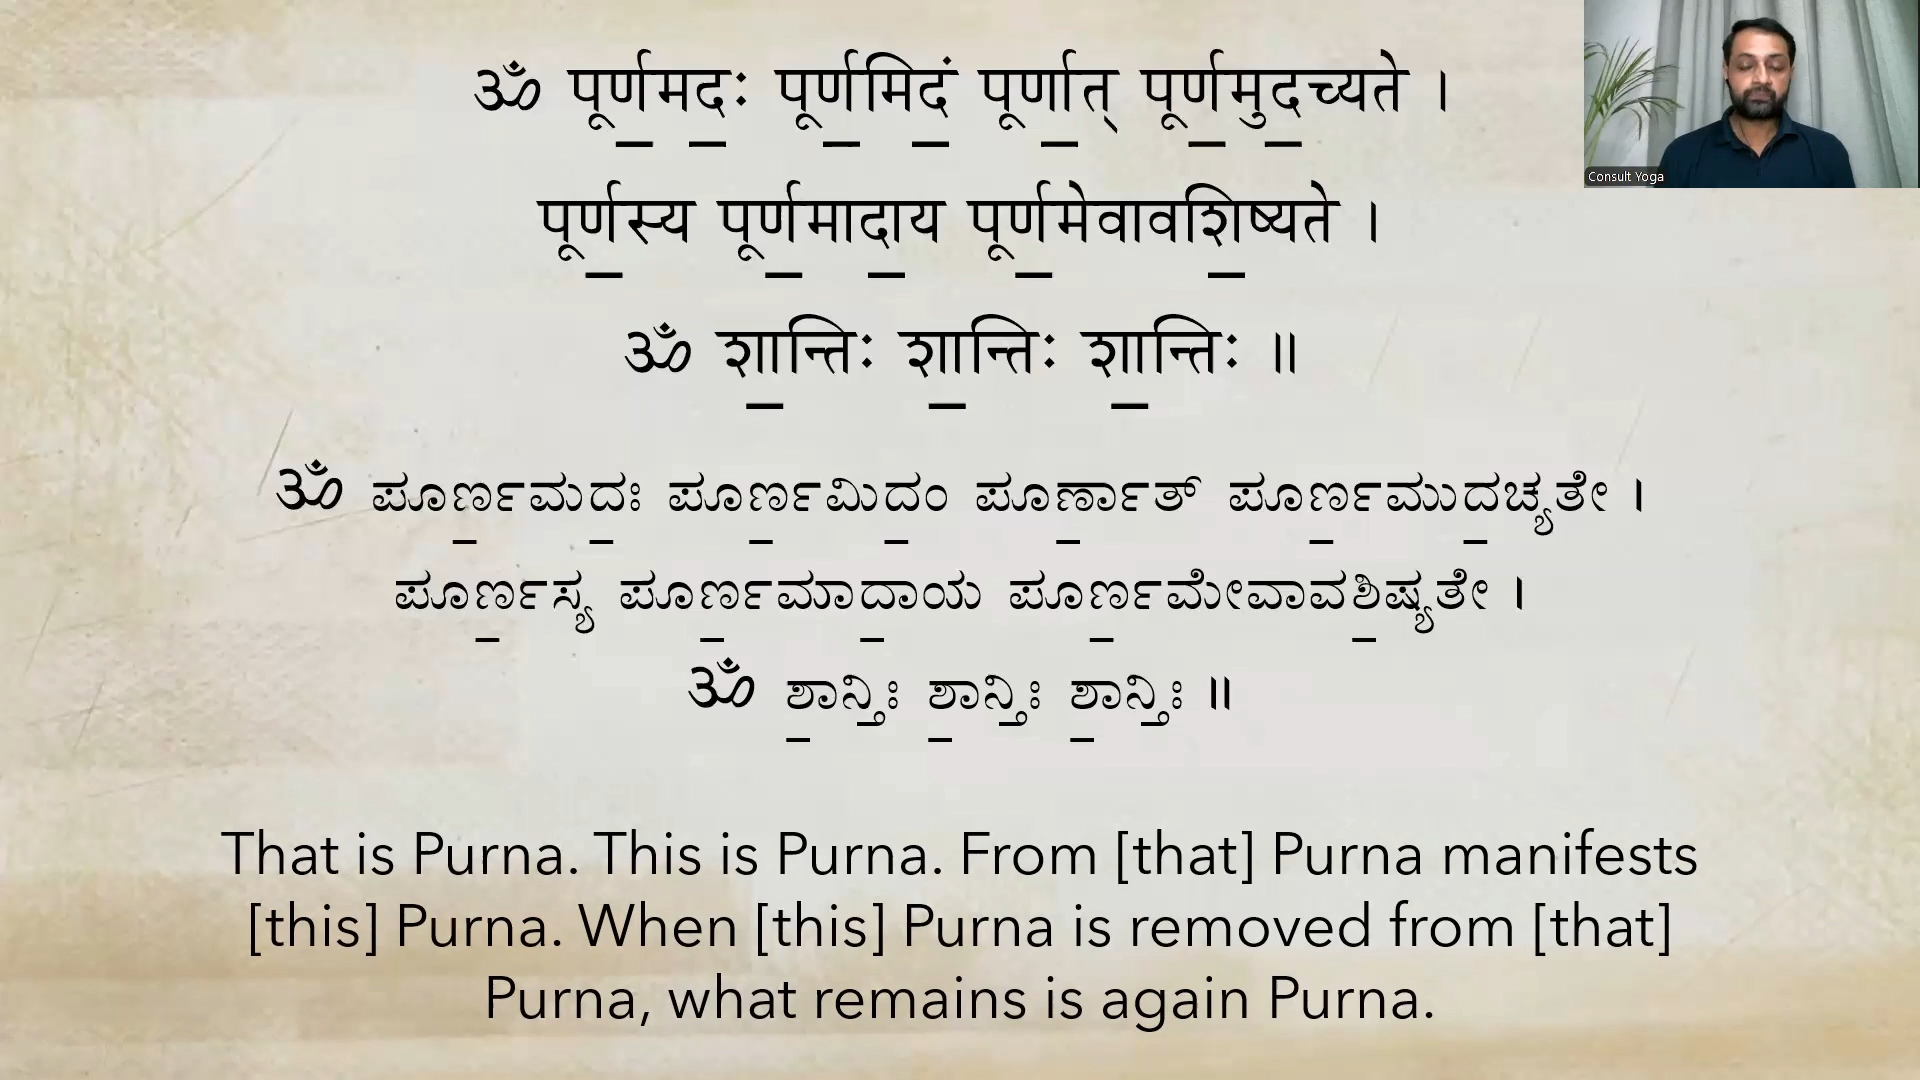 ॐ पूर्णमदः पूर्णमिदं पूर्णात् पूर्णमुदच्यते ।
Consult Yoga
पूर्णस्य पूर्णमादाय पूर्णमेवावशिष्यते ।
ॐ शान्तिः शान्तिः शान्तिः ॥
ॐ ಪೂರ್ಣಮದಃ ಪೂರ್ಣಮಿದಂ ಪೂರ್ಣಾತ್ ಪೂರ್ಣಮುದಚ್ಯತೇ ।
ಪೂರ್ಣಸ್ಯ ಪೂರ್ಣಮಾದಾಯ ಪೂರ್ಣಮೇವಾವಶಿಷ್ಯತೇ ।
ॐ ಶಾನ್ತಿಃ ಶಾನ್ತಿಃ ಶಾನ್ತಿಃ ॥
That is Purna. This is Purna. From [that] Purna manifests
[this] Purna. When [this] Purna is removed from [that]
Purna, what remains is again Purna.